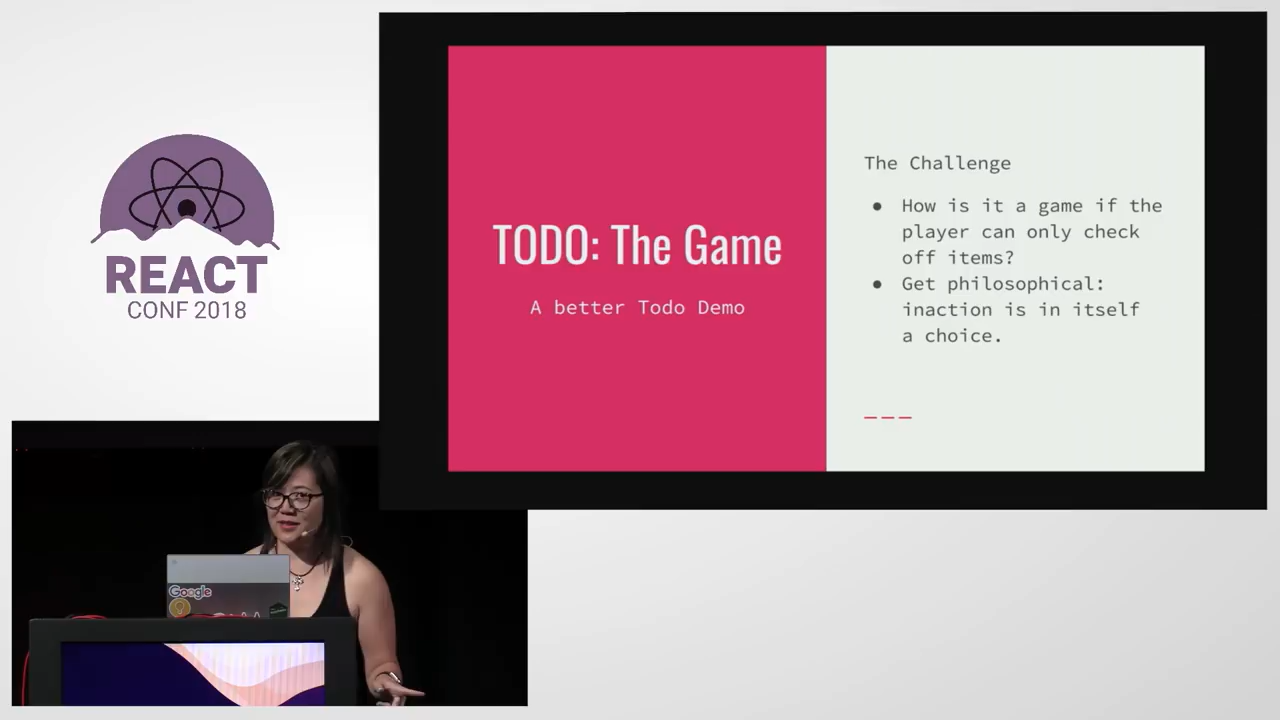 REACT
CONF 2018
TODO: The Game
A better Todo Demo
The Challenge
● How is it a game if the
player can only check
off items?
● Get philosophical:
inaction is in itself
a choice.
Google